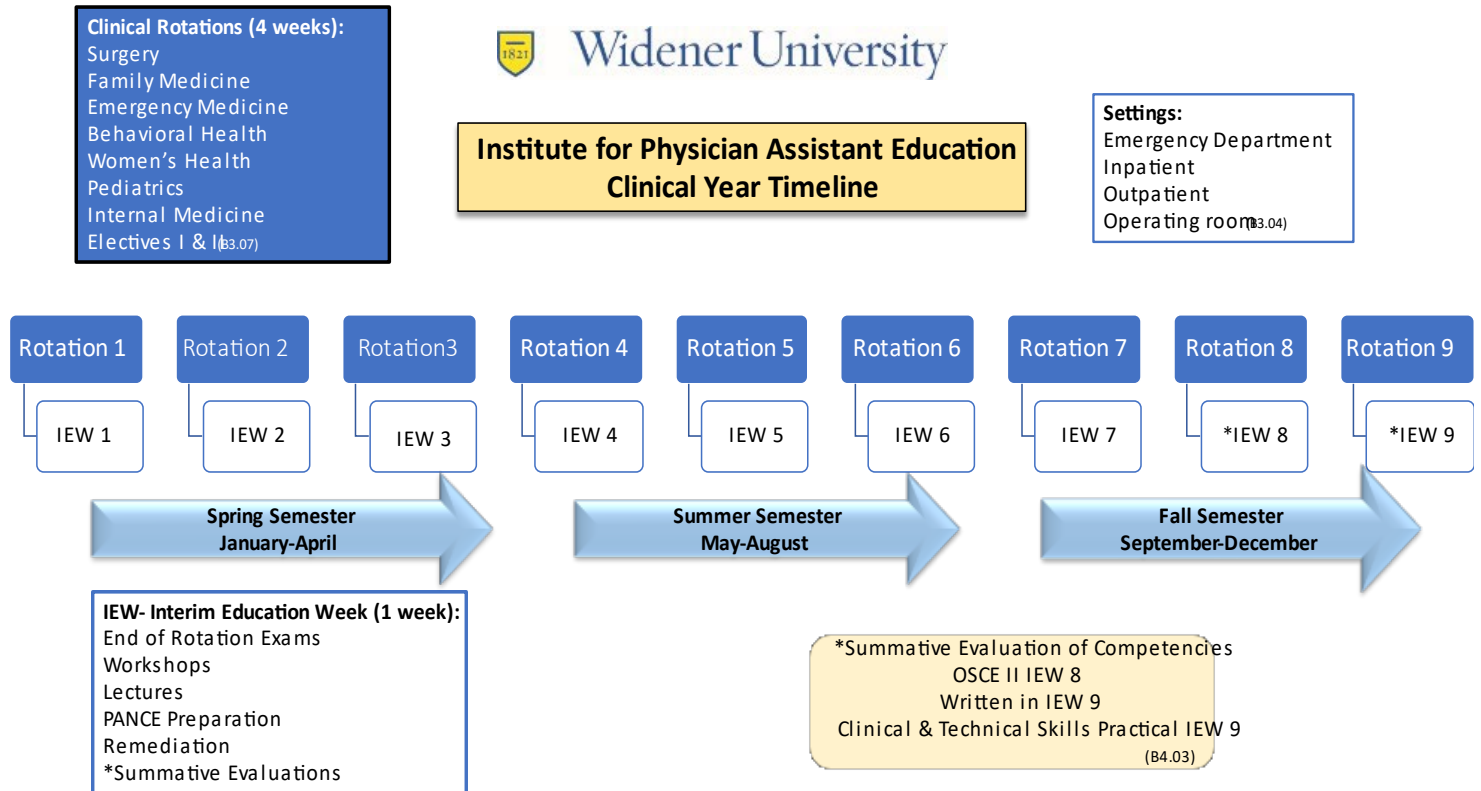 Clinical Rotations (4 weeks):
Surgery
Family Medicine
Emergency Medicine
Behavioral Health
Women's Health
Pediatrics
Internal Medicine
Electives I & II(B3.07)
1821
Widener University
Institute for Physician Assistant Education
Clinical Year Timeline
Settings:
Emergency Department
Inpatient
Outpatient
Operating room(B3.04)
Rotation 1
Rotation 2
Rotation3
Rotation 4
Rotation 5
Rotation 6
Rotation 7
Rotation 8
Rotation 9
IEW 1
IEW 2
IEW 3
IEW 4
IEW 5
IEW 6
IEW 7
*IEW 8
*IEW 9
Spring Semester
January-April
Summer Semester
May-August
Fall Semester
September-December
IEW- Interim Education Week (1 week):
End of Rotation Exams
Workshops
Lectures
PANCE Preparation
Remediation
*Summative Evaluations
*Summative Evaluation of Competencies
OSCE II IEW 8
Written in IEW 9
Clinical & Technical Skills Practical IEW 9
(B4.03)